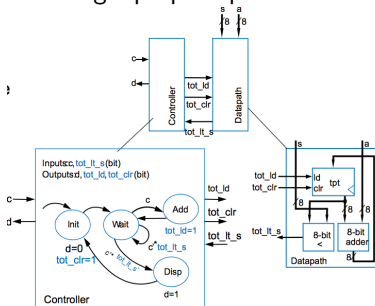 s a
8 8
c
d
Controller
tot_ld
tot_clr
tot_lt_s
Datapath
Inputs:c, tot_lt_s (bit)
Outputs:d, tot_ld, tot_clr (bit)
c
d
Init
Wait
Add
Disp
c
tot_ld=1
d=0
tot_clr=1
c'* tot_lt_s
d=1
Controller
tot_ld
tot_clr
tot_lt_s
s a
tot_ld
tot_clr
ld
clr
tpt
8 8 8
tot_lt_s
8-bit
<
8-bit
adder
8
Datapath